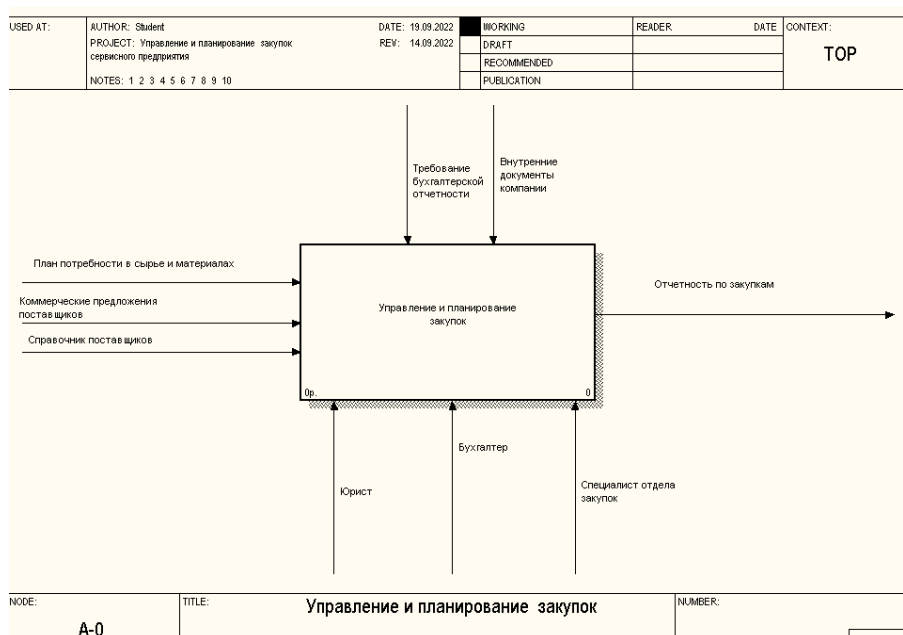 USED AT:
AUTHOR: Student
DATE: 19.09.2022
WORKING
READER
DATE
CONTEXT:
PROJECT: Управление и планирование закупок
REV: 14.09.2022
DRAFT
сервисного предприятия
RECOMMENDED
TOP
NOTES: 1 2 3 4 5 6 7 8 9 10
PUBLICATION
Требование
бухгалтерской
отчетности
Внутренние
документы
компании
План потребности в сырье и материалах
Коммерческие предложения
поставщиков
Справочник поставщиков
Управление и планирование
закупок
0р.
0
Отчетность по закупкам
Юрист
Бухгалтер
Специалист отдела
закупок
NODE:
A-0
TITLE:
Управление и планирование закупок
NUMBER: